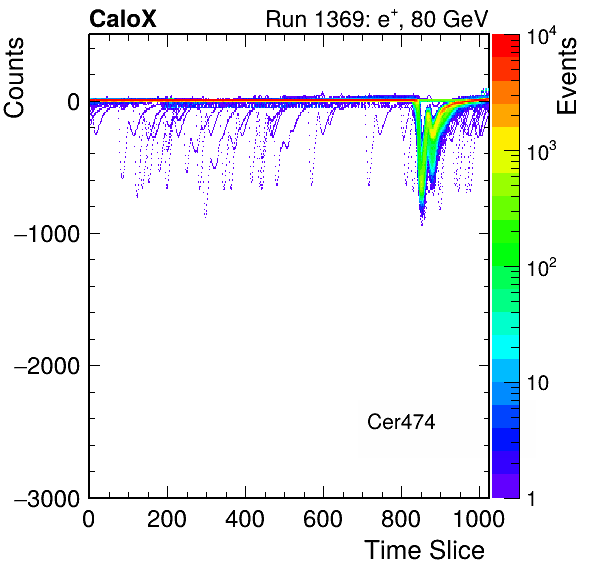 CaloX Run 1369: e⁺, 80 GeV
Counts
Events
0
−1000
−2000
−3000
10⁴
10³
10²
10
1
Cer474
0 200 400 600 800 1000
Time Slice